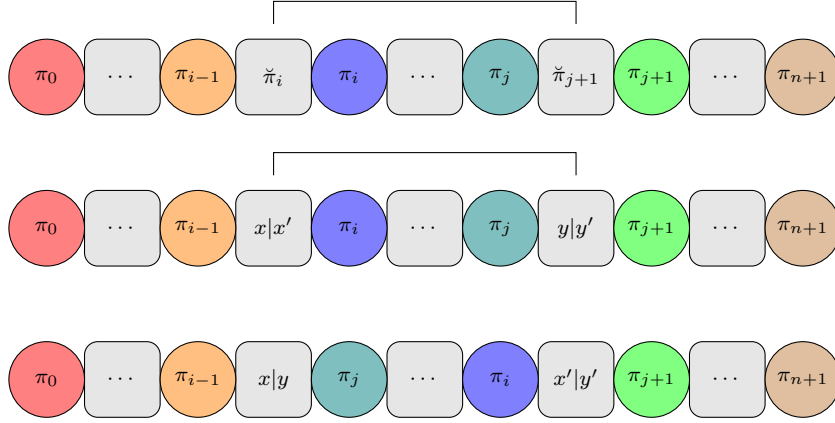 π₀ ⋯ πᵢ₋₁ π̆ᵢ πᵢ ⋯ πⱼ π̆ⱼ₊₁ πⱼ₊₁ ⋯ πₙ₊₁
π₀ ⋯ πᵢ₋₁ x|x′ πᵢ ⋯ πⱼ y|y′ πⱼ₊₁ ⋯ πₙ₊₁
π₀ ⋯ πᵢ₋₁ x|y πⱼ ⋯ πᵢ x′|y′ πⱼ₊₁ ⋯ πₙ₊₁